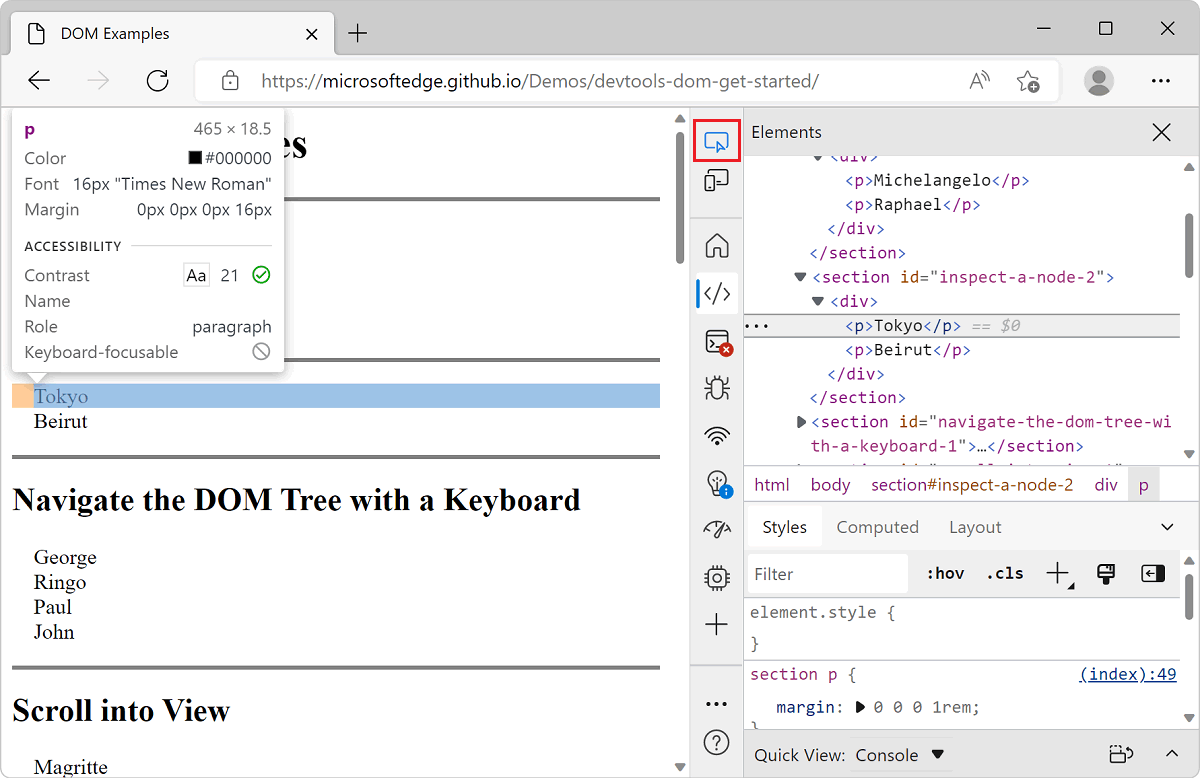 DOM Examples
https://microsoftedge.github.io/Demos/devtools-dom-get-started/
p 465 × 18.5
Color #000000
Font 16px "Times New Roman"
Margin 0px 0px 0px 16px
ACCESSIBILITY
Contrast Aa 21
Name
Role paragraph
Keyboard-focusable
Tokyo
Beirut
Navigate the DOM Tree with a Keyboard
George
Ringo
Paul
John
Scroll into View
Magritte
Elements
<div>
<p>Michelangelo</p>
<p>Raphael</p>
</div>
</section>
<section id="inspect-a-node-2">
<div>
<p>Tokyo</p> == $0
<p>Beirut</p>
</div>
</section>
<section id="navigate-the-dom-tree-wi
th-a-keyboard-1">…</section>
html body section#inspect-a-node-2 div p
Styles Computed Layout
Filter :hov .cls
element.style {
}
section p { (index):49
margin: 0 0 0 1rem;
}
Quick View: Console